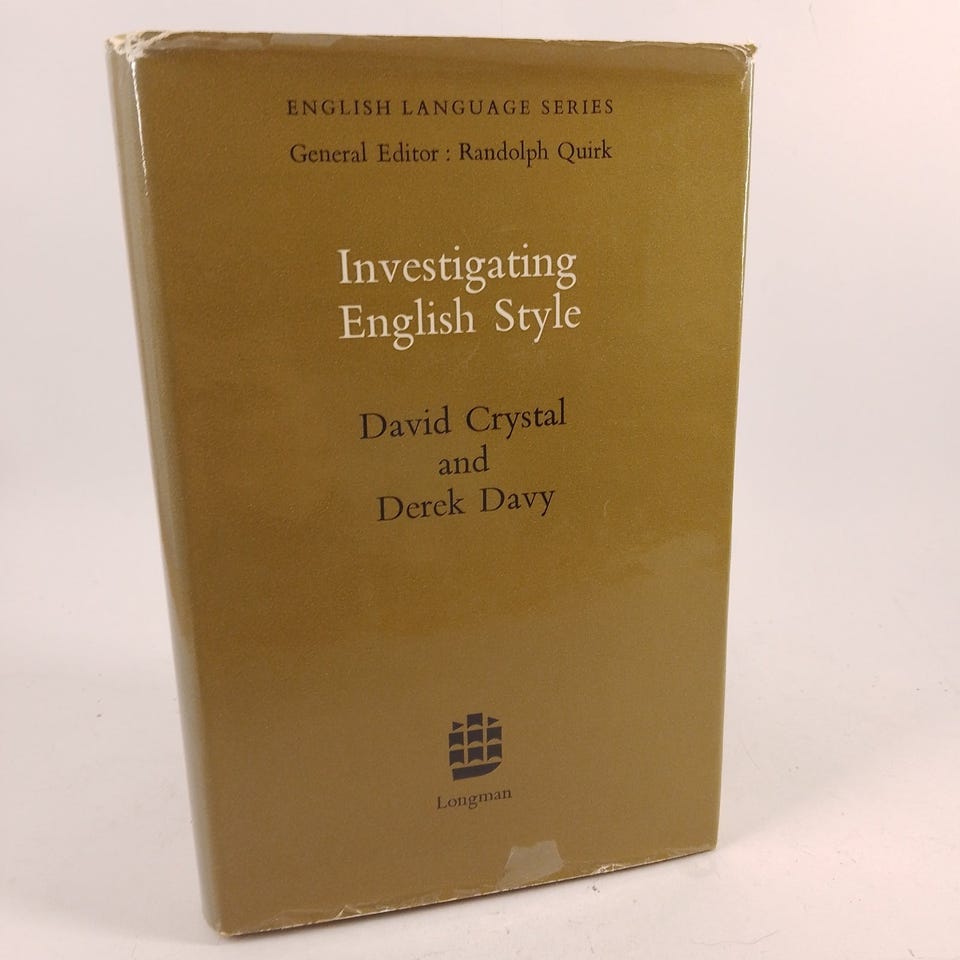 ENGLISH LANGUAGE SERIES
General Editor : Randolph Quirk
Investigating
English Style
David Crystal
and
Derek Davy
Longman